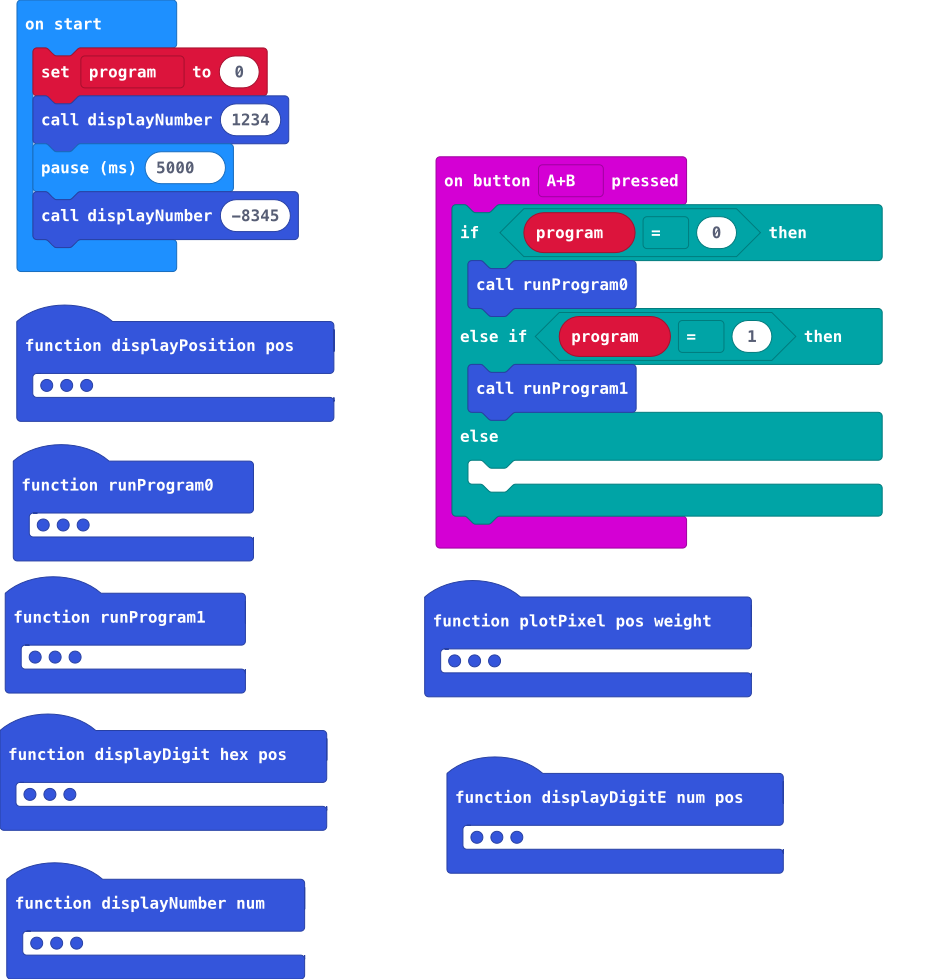 on start
set program to 0
call displayNumber 1234
pause (ms) 5000
call displayNumber −8345
function displayPosition pos
function runProgram0
function runProgram1
function displayDigit hex pos
function displayNumber num
on button A+B pressed
if program = 0 then
call runProgram0
else if program = 1 then
call runProgram1
else
function plotPixel pos weight
function displayDigitE num pos